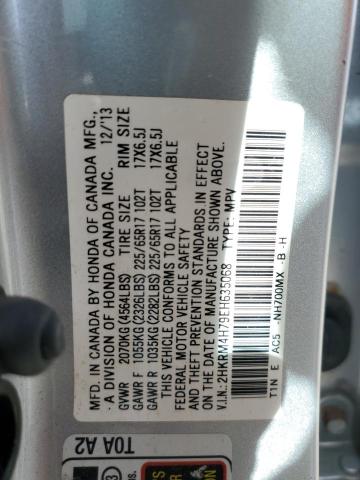 MFD. IN CANADA BY HONDA OF CANADA MFG.,
A DIV. OF HONDA CANADA INC. 12/'13
GVWR 2070KG (4564LBS) TIRE SIZE RIM SIZE
GAWR F 1055KG (2326LBS) 225/65R17 102T 17X6.5J
GAWR R 1035KG (2282LBS) 225/65R17 102T 17X6.5J
THIS VEHICLE CONFORMS TO ALL APPLICABLE
FEDERAL MOTOR VEHICLE SAFETY
AND THEFT PREVENTION STANDARDS IN EFFECT
ON THE DATE OF MANUFACTURE SHOWN ABOVE.
V.I.N.: 2HKRM4H79EH635068 TYPE: MPV
T1N E AC5 NH700MX -B -H
T0A A2